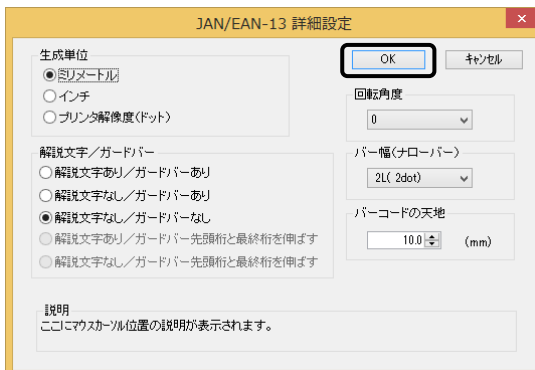 JAN/EAN-13 詳細設定
×
生成単位
ミリメートル
インチ
プリンタ解像度(ドット)
OK
キャンセル
回転角度
0
解説文字/ガードバー
解説文字あり/ガードバーあり
解説文字なし/ガードバーあり
解説文字なし/ガードバーなし
解説文字あり/ガードバー先頭桁と最終桁を伸ばす
解説文字なし/ガードバー先頭桁と最終桁を伸ばす
バー幅(ナローバー)
2L( 2dot)
バーコードの天地
10.0 (mm)
説明
ここにマウスカーソル位置の説明が表示されます。